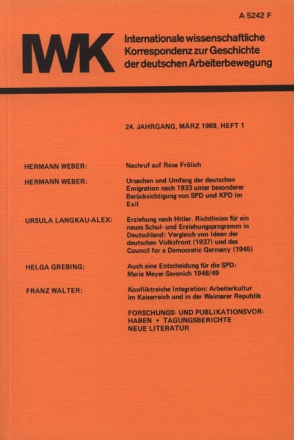 A 5242 F
IWK
Internationale wissenschaftliche
Korrespondenz zur Geschichte
der deutschen Arbeiterbewegung
24. JAHRGANG, MÄRZ 1988, HEFT 1
HERMANN WEBER: Nachruf auf Rose Frölich
HERMANN WEBER: Ursachen und Umfang der deutschen
Emigration nach 1933 unter besonderer
Berücksichtigung von SPD und KPD im
Exil
URSULA LANGKAU-ALEX: Erziehung nach Hitler. Richtlinien für ein
neues Schul- und Erziehungsprogramm in
Deutschland: Vergleich von Ideen der
deutschen Volksfront (1937) und des
Council for a Democratic Germany (1945)
HELGA GREBING: Auch eine Entscheidung für die SPD:
Maria Meyer-Sevenich 1948/49
FRANZ WALTER: Konfliktreiche Integration: Arbeiterkultur
im Kaiserreich und in der Weimarer Republik
FORSCHUNGS- UND PUBLIKATIONSVOR-
HABEN • TAGUNGSBERICHTE
NEUE LITERATUR